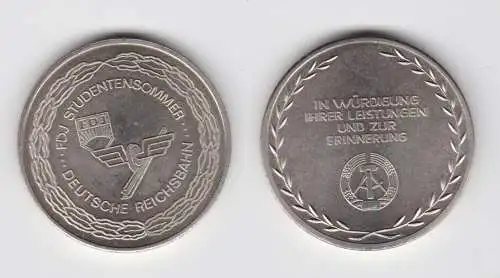 FDJ STUDENTENSOMMER
FDJ
DEUTSCHE REICHSBAHN
IN WÜRDIGUNG
IHRER LEISTUNGEN
UND ZUR
ERINNERUNG